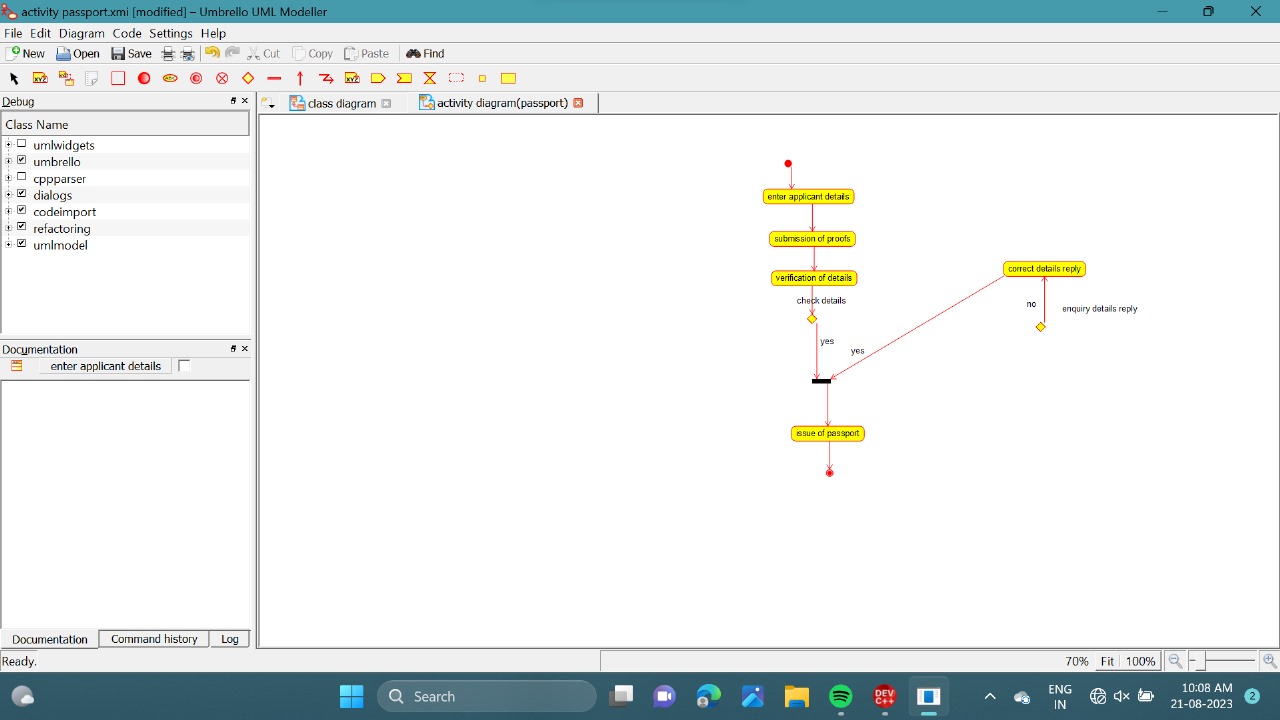 activity passport.xmi [modified] – Umbrello UML Modeller
File Edit Diagram Code Settings Help
New Open Save Cut Copy Paste Find
XYZ XYZ
Debug
class diagram activity diagram(passport)
Class Name
umlwidgets
umbrello
cppparser
dialogs
codeimport
refactoring
umlmodel
Documentation
enter applicant details
Documentation Command history Log
enter applicant details
submission of proofs
verification of details
check details
yes
yes
correct details reply
no
enquiry details reply
issue of passport
Ready.
70% Fit 100%
Search
DEV
C++
ENG
IN
10:08 AM
21-08-2023
2